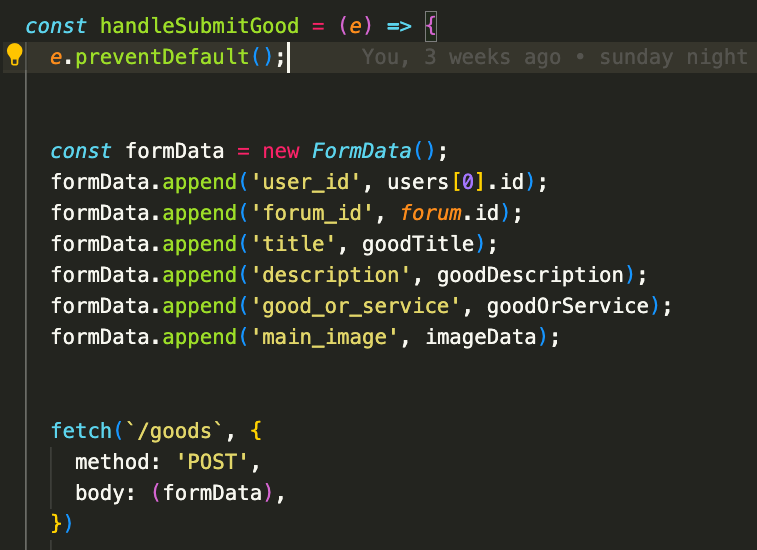 const handleSubmitGood = (e) => {
e.preventDefault(); You, 3 weeks ago • sunday night
const formData = new FormData();
formData.append('user_id', users[0].id);
formData.append('forum_id', forum.id);
formData.append('title', goodTitle);
formData.append('description', goodDescription);
formData.append('good_or_service', goodOrService);
formData.append('main_image', imageData);
fetch(`/goods`, {
method: 'POST',
body: (formData),
})